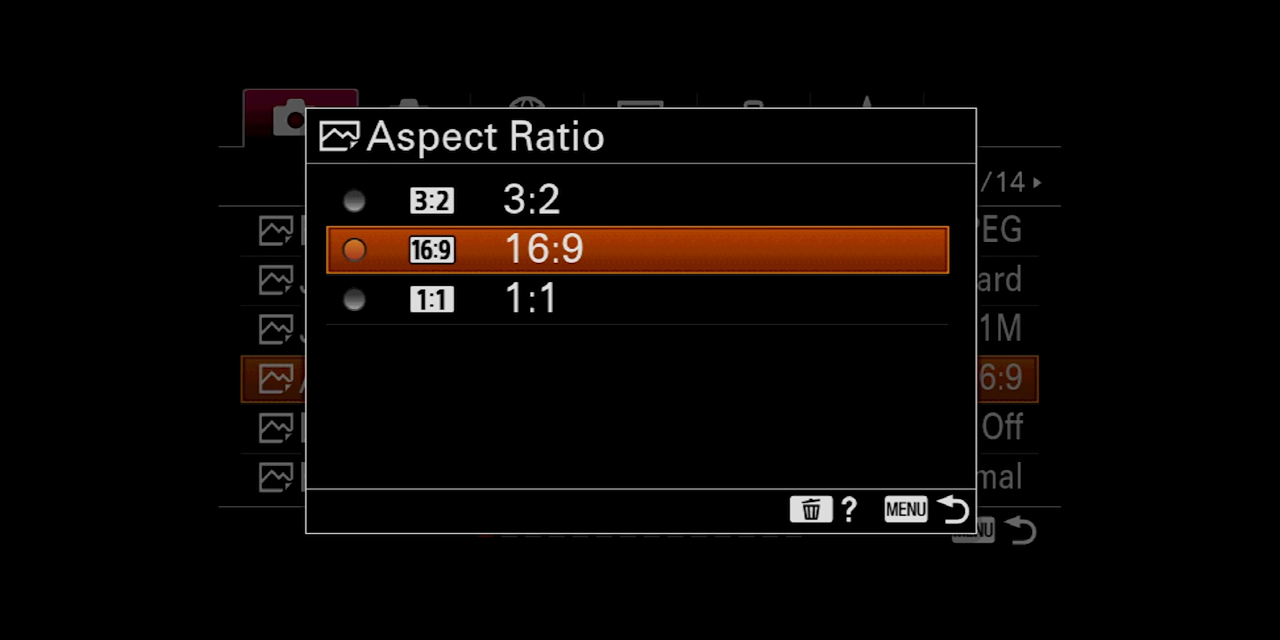 Aspect Ratio
/14
3:2 3:2
16:9 16:9
1:1 1:1
PEG
ard
1M
6:9
Off
mal
? MENU
NU